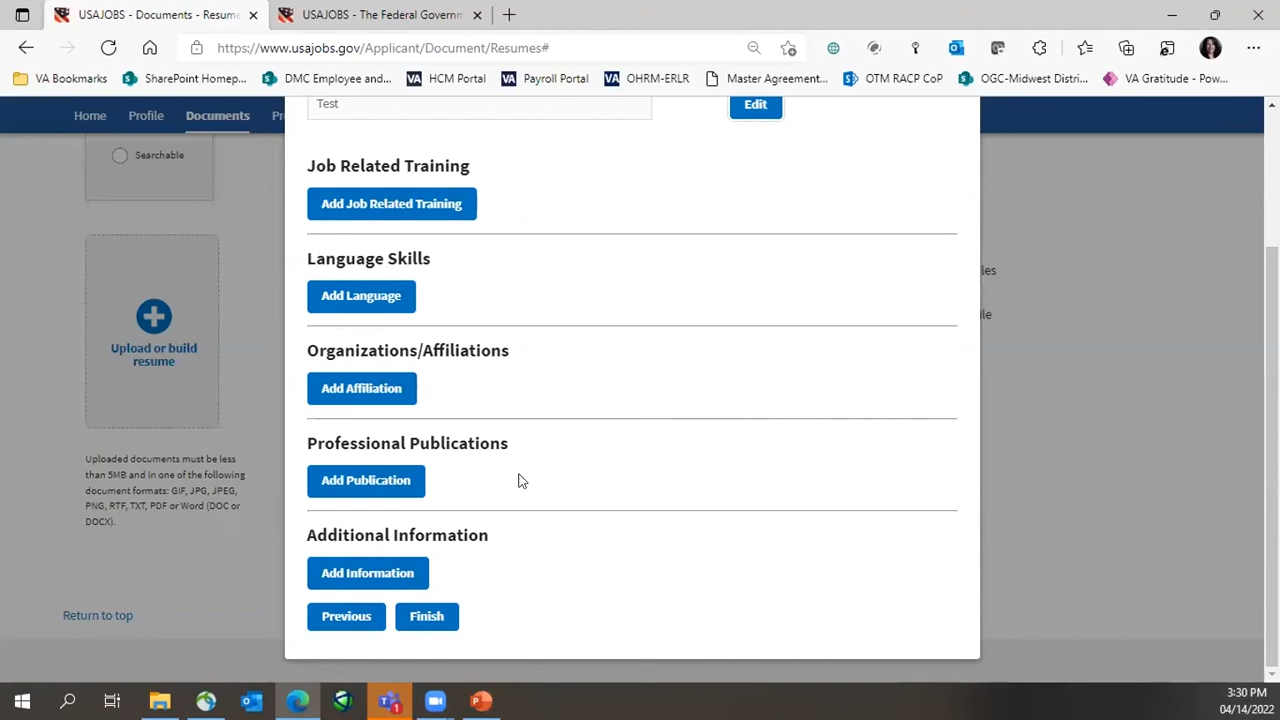 USAJOBS - Documents - Resume
USAJOBS - The Federal Governm
https://www.usajobs.gov/Applicant/Document/Resumes#
VA Bookmarks
SharePoint Homep...
DMC Employee and...
VA HCM Portal
VA Payroll Portal
VA OHRM-ERLR
Master Agreement...
OTM RACP CoP
OGC-Midwest Distri...
VA Gratitude - Pow...
Home
Profile
Documents
Test
Edit
Searchable
Job Related Training
Add Job Related Training
Language Skills
Add Language
les
ile
Upload or build
resume
Organizations/Affiliations
Add Affiliation
Professional Publications
Add Publication
Uploaded documents must be less
than 5MB and in one of the following
document formats: GIF, JPG, JPEG,
PNG, RTF, TXT, PDF or Word (DOC or
DOCX).
Additional Information
Add Information
Previous
Finish
Return to top
3:30 PM
04/14/2022